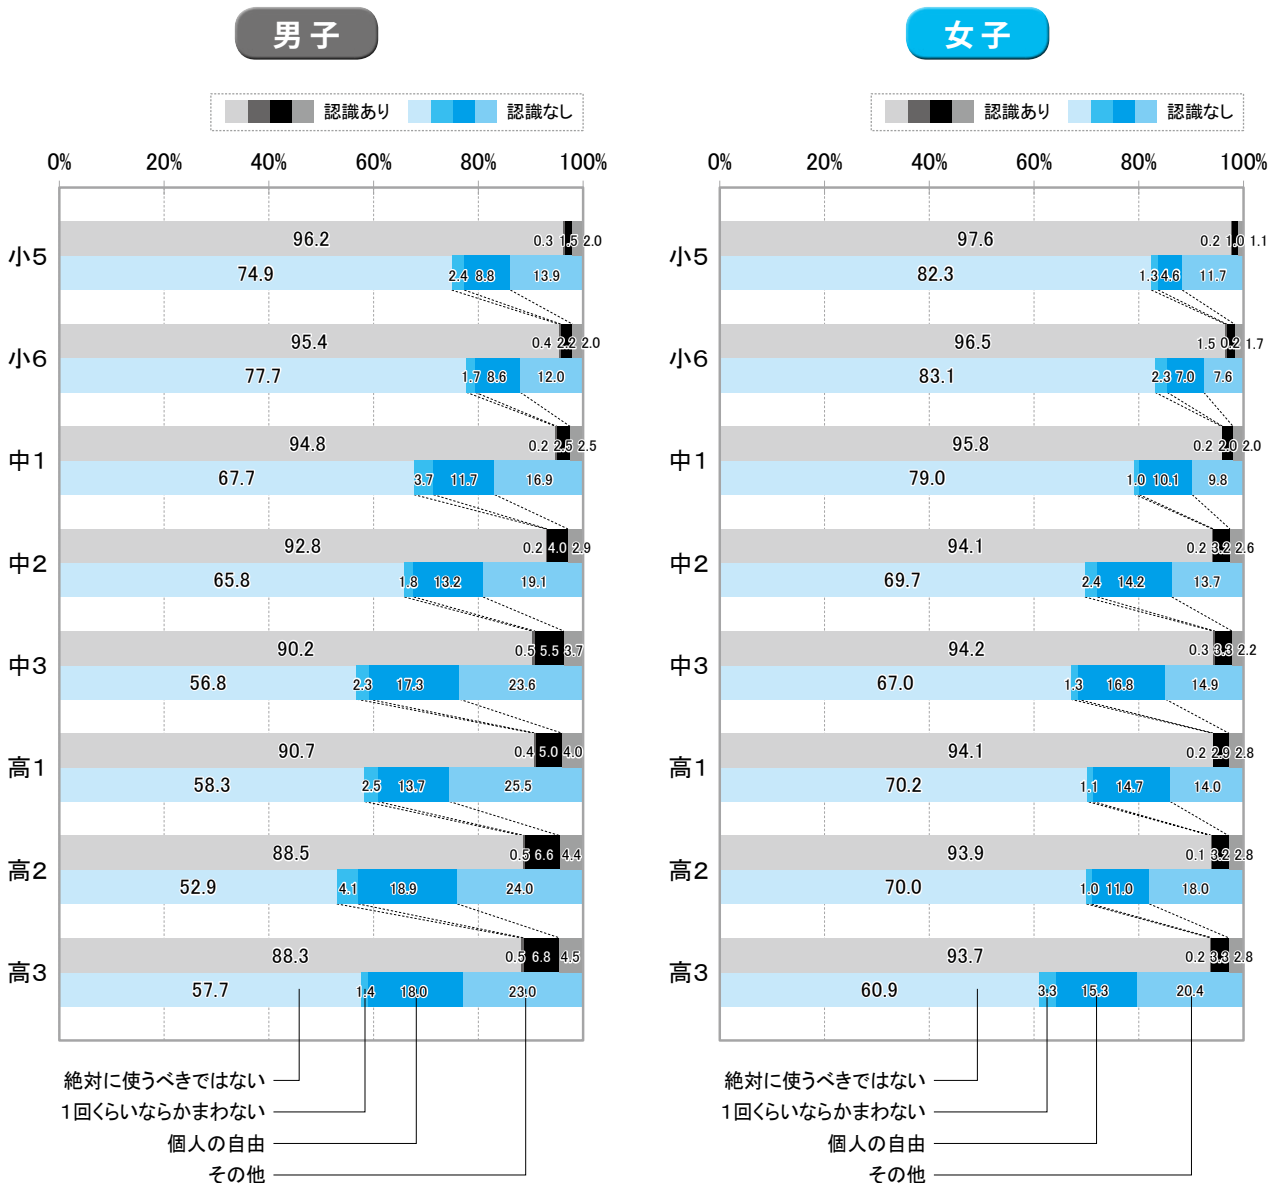 男子
認識あり 認識なし
0% 20% 40% 60% 80% 100%
小5
96.2 0.3 1.5 2.0
74.9 2.4 8.8 13.9
小6
95.4 0.4 2.2 2.0
77.7 1.7 8.6 12.0
中1
94.8 0.2 2.5 2.5
67.7 3.7 11.7 16.9
中2
92.8 0.2 4.0 2.9
65.8 1.8 13.2 19.1
中3
90.2 0.5 5.5 3.7
56.8 2.3 17.3 23.6
高1
90.7 0.4 5.0 4.0
58.3 2.5 13.7 25.5
高2
88.5 0.5 6.6 4.4
52.9 4.1 18.9 24.0
高3
88.3 0.5 6.8 4.5
57.7 1.4 18.0 23.0
絶対に使うべきではない
1回くらいならかまわない
個人の自由
その他
女子
認識あり 認識なし
0% 20% 40% 60% 80% 100%
小5
97.6 0.2 1.0 1.1
82.3 1.3 4.6 11.7
小6
96.5 1.5 0.2 1.7
83.1 2.3 7.0 7.6
中1
95.8 0.2 2.0 2.0
79.0 1.0 10.1 9.8
中2
94.1 0.2 3.2 2.6
69.7 2.4 14.2 13.7
中3
94.2 0.3 3.3 2.2
67.0 1.3 16.8 14.9
高1
94.1 0.2 2.9 2.8
70.2 1.1 14.7 14.0
高2
93.9 0.1 3.2 2.8
70.0 1.0 11.0 18.0
高3
93.7 0.2 3.3 2.8
60.9 3.3 15.3 20.4
絶対に使うべきではない
1回くらいならかまわない
個人の自由
その他